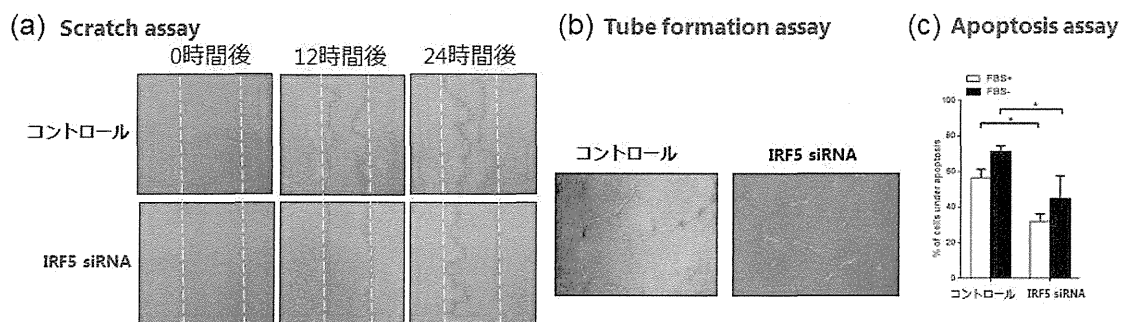 (a) Scratch assay
0時間後 12時間後 24時間後
コントロール
IRF5 siRNA
(b) Tube formation assay
コントロール IRF5 siRNA
(c) Apoptosis assay
FBS+
FBS-
* *
% of cells under apoptosis
100
80
60
40
20
0
コントロール IRF5 siRNA